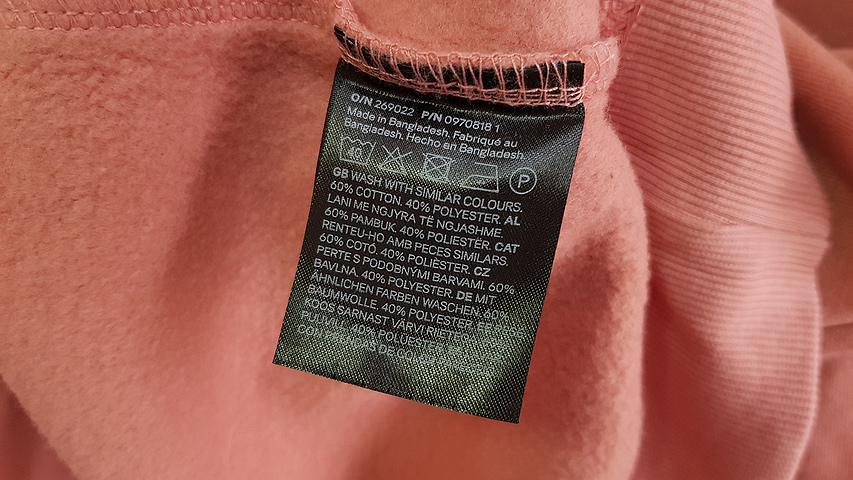 O/N 269022 P/N 0970818 1
Made in Bangladesh. Fabriqué au
Bangladesh. Hecho en Bangladesh.
40 P
GB WASH WITH SIMILAR COLOURS.
60% COTTON. 40% POLYESTER. AL
LANI ME NGJYRA TË NGJASHME.
60% PAMBUK. 40% POLIESTËR. CAT
RENTEU-HO AMB PECES SIMILARS.
60% COTÓ. 40% POLIÈSTER. CZ
PERTE S PODOBNÝMI BARVAMI. 60%
BAVLNA. 40% POLYESTER. DE MIT
ÄHNLICHEN FARBEN WASCHEN. 60%
BAUMWOLLE. 40% POLYESTER.
KOOS SARNAST VÄRVI
40%